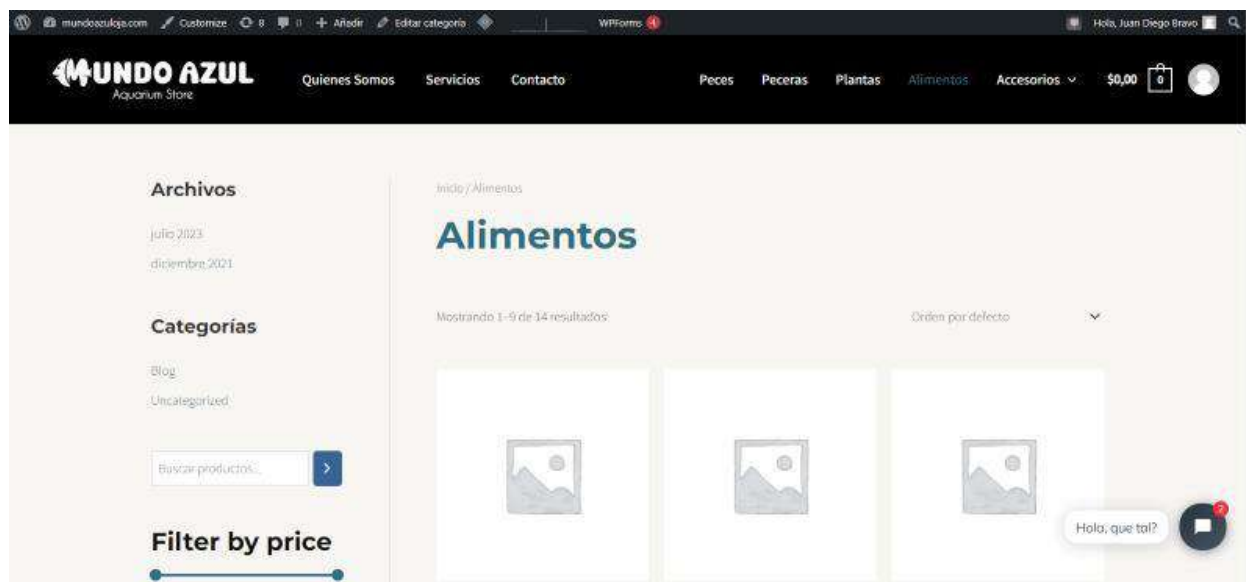 mundoazuloja.com Customize 8 0 Añadir Editar categoría WPForms 4 Hola, Juan Diego Bravo
MUNDO AZUL
Aquarium Store
Quienes Somos Servicios Contacto Peces Peceras Plantas Alimentos Accesorios $0,00 0
Archivos
julio 2023
diciembre 2021
Categorías
Blog
Uncategorized
Buscar productos...
Filter by price
Inicio / Alimentos
Alimentos
Mostrando 1–9 de 14 resultados
Orden por defecto
Hola, que tal?
2